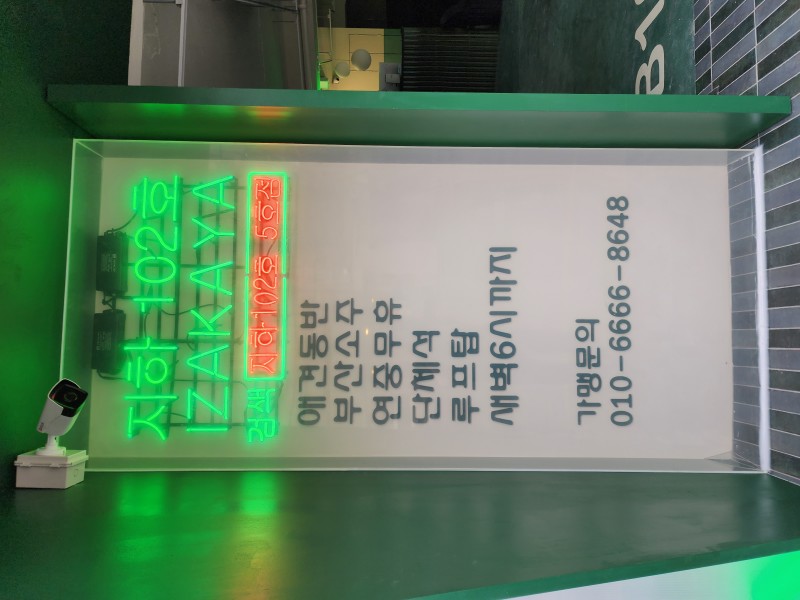 지하 102호
IZAKAYA
검색 지하 102호 5호점
애견동반
부산소주
연중무휴
단체석
루프탑
새벽6시까지
가맹문의
010-6666-8648